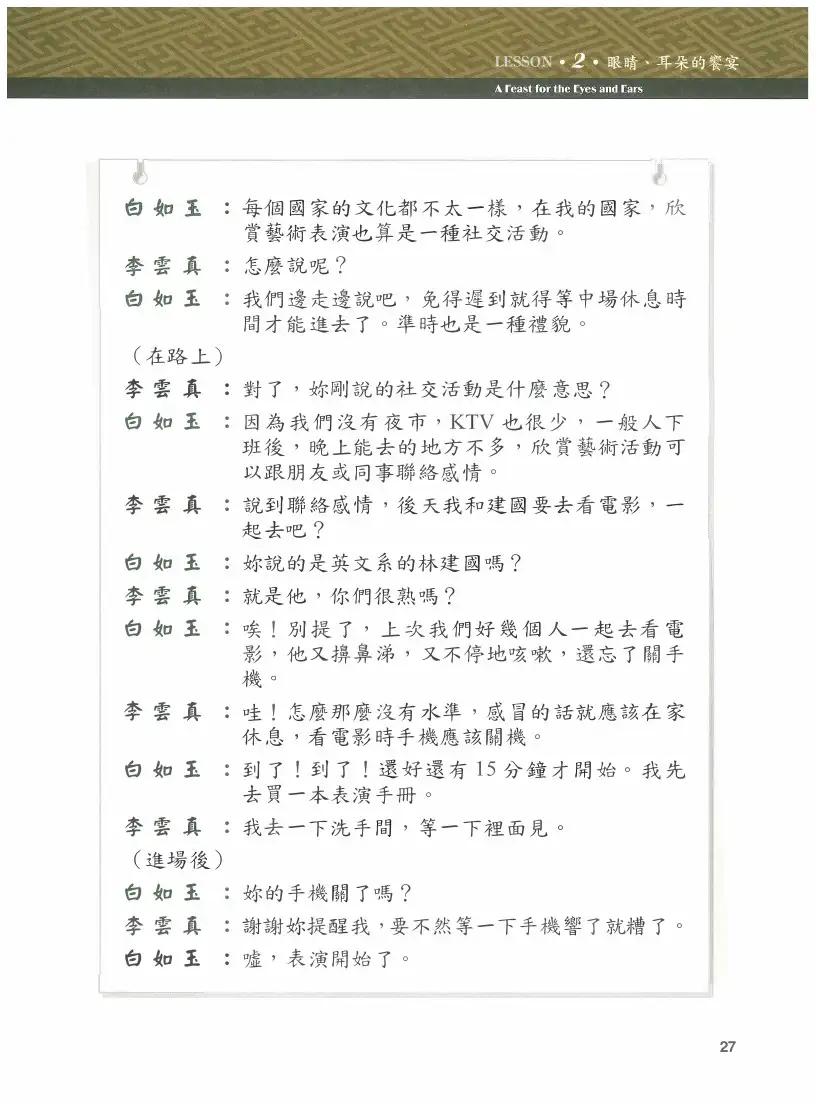 LESSON • 2 • 眼睛、耳朵的饗宴
A Feast for the Eyes and Ears
白如玉：每個國家的文化都不太一樣，在我的國家，欣
賞藝術表演也算是一種社交活動。
李雲真：怎麼說呢？
白如玉：我們邊走邊說吧，免得遲到就得等中場休息時
間才能進去了。準時也是一種禮貌。
（在路上）
李雲真：對了，妳剛說的社交活動是什麼意思？
白如玉：因為我們沒有夜市，KTV 也很少，一般人下
班後，晚上能去的地方不多，欣賞藝術活動可
以跟朋友或同事聯絡感情。
李雲真：說到聯絡感情，後天我和建國要去看電影，一
起去吧？
白如玉：妳說的是英文系的林建國嗎？
李雲真：就是他，你們很熟嗎？
白如玉：唉！別提了，上次我們好幾個人一起去看電
影，他又擤鼻涕，又不停地咳嗽，還忘了關手
機。
李雲真：哇！怎麼那麼沒有水準，感冒的話就應該在家
休息，看電影時手機應該關機。
白如玉：到了！到了！還好還有 15 分鐘才開始。我先
去買一本表演手冊。
李雲真：我去一下洗手間，等一下裡面見。
（進場後）
白如玉：妳的手機關了嗎？
李雲真：謝謝妳提醒我，要不然等一下手機響了就糟了。
白如玉：噓，表演開始了。
27